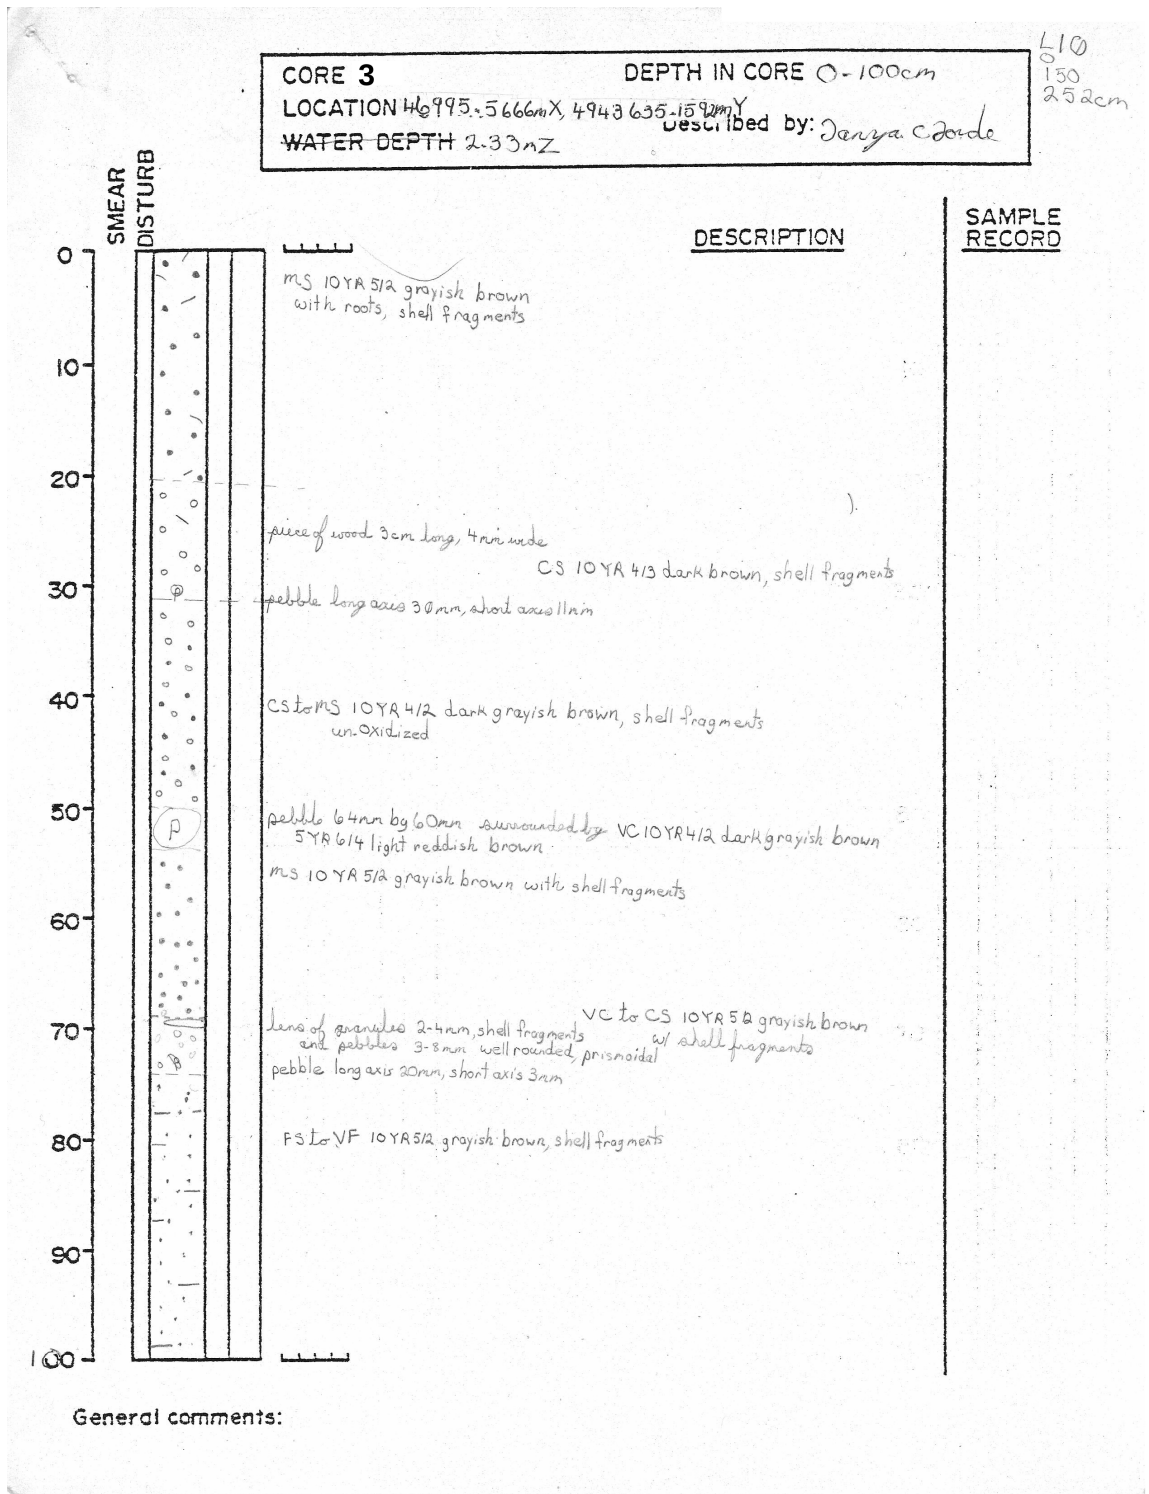 L10
0
150
252cm
CORE 3 DEPTH IN CORE 0-100cm
LOCATION 46995.5666mX, 4943635.1592mY
Described by: Tanya C
WATER DEPTH 2.33mZ
SMEAR
DISTURB
DESCRIPTION
SAMPLE
RECORD
0
mS 10YR 5/2 grayish brown
with roots, shell fragments
10
20
piece of wood 3cm long, 4mm wide
CS 10YR 4/3 dark brown, shell fragments
30
P
pebble long axis 30mm, short axis 11mm
40
CS to mS 10YR 4/2 dark grayish brown, shell fragments
un-oxidized
50
P
pebble 64mm by 60mm surrounded by VC 10YR 4/2 dark grayish brown
5YR 6/4 light reddish brown
mS 10YR 5/2 grayish brown with shell fragments
60
VC to CS 10YR 5/2 grayish brown
w/ shell fragments
70
lens of granules 2-4mm, shell fragments
and pebbles 3-8mm well rounded, prismoidal
pebble long axis 20mm, short axis 3mm
80
FS to VF 10YR 5/2 grayish brown, shell fragments
90
100
General comments: